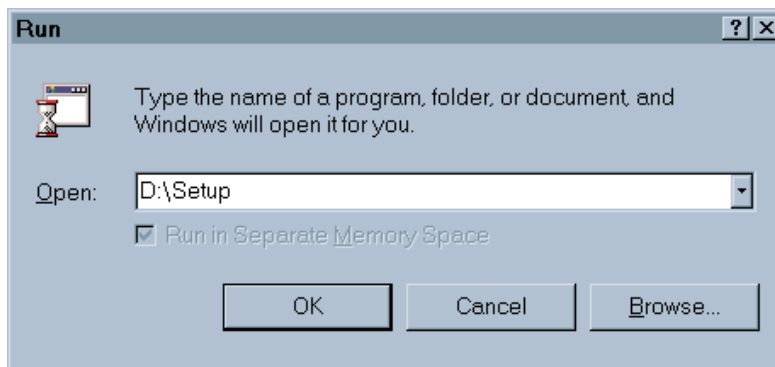 Run
Type the name of a program, folder, or document, and
Windows will open it for you.
Open: D:\Setup
Run in Separate Memory Space
OK Cancel Browse...